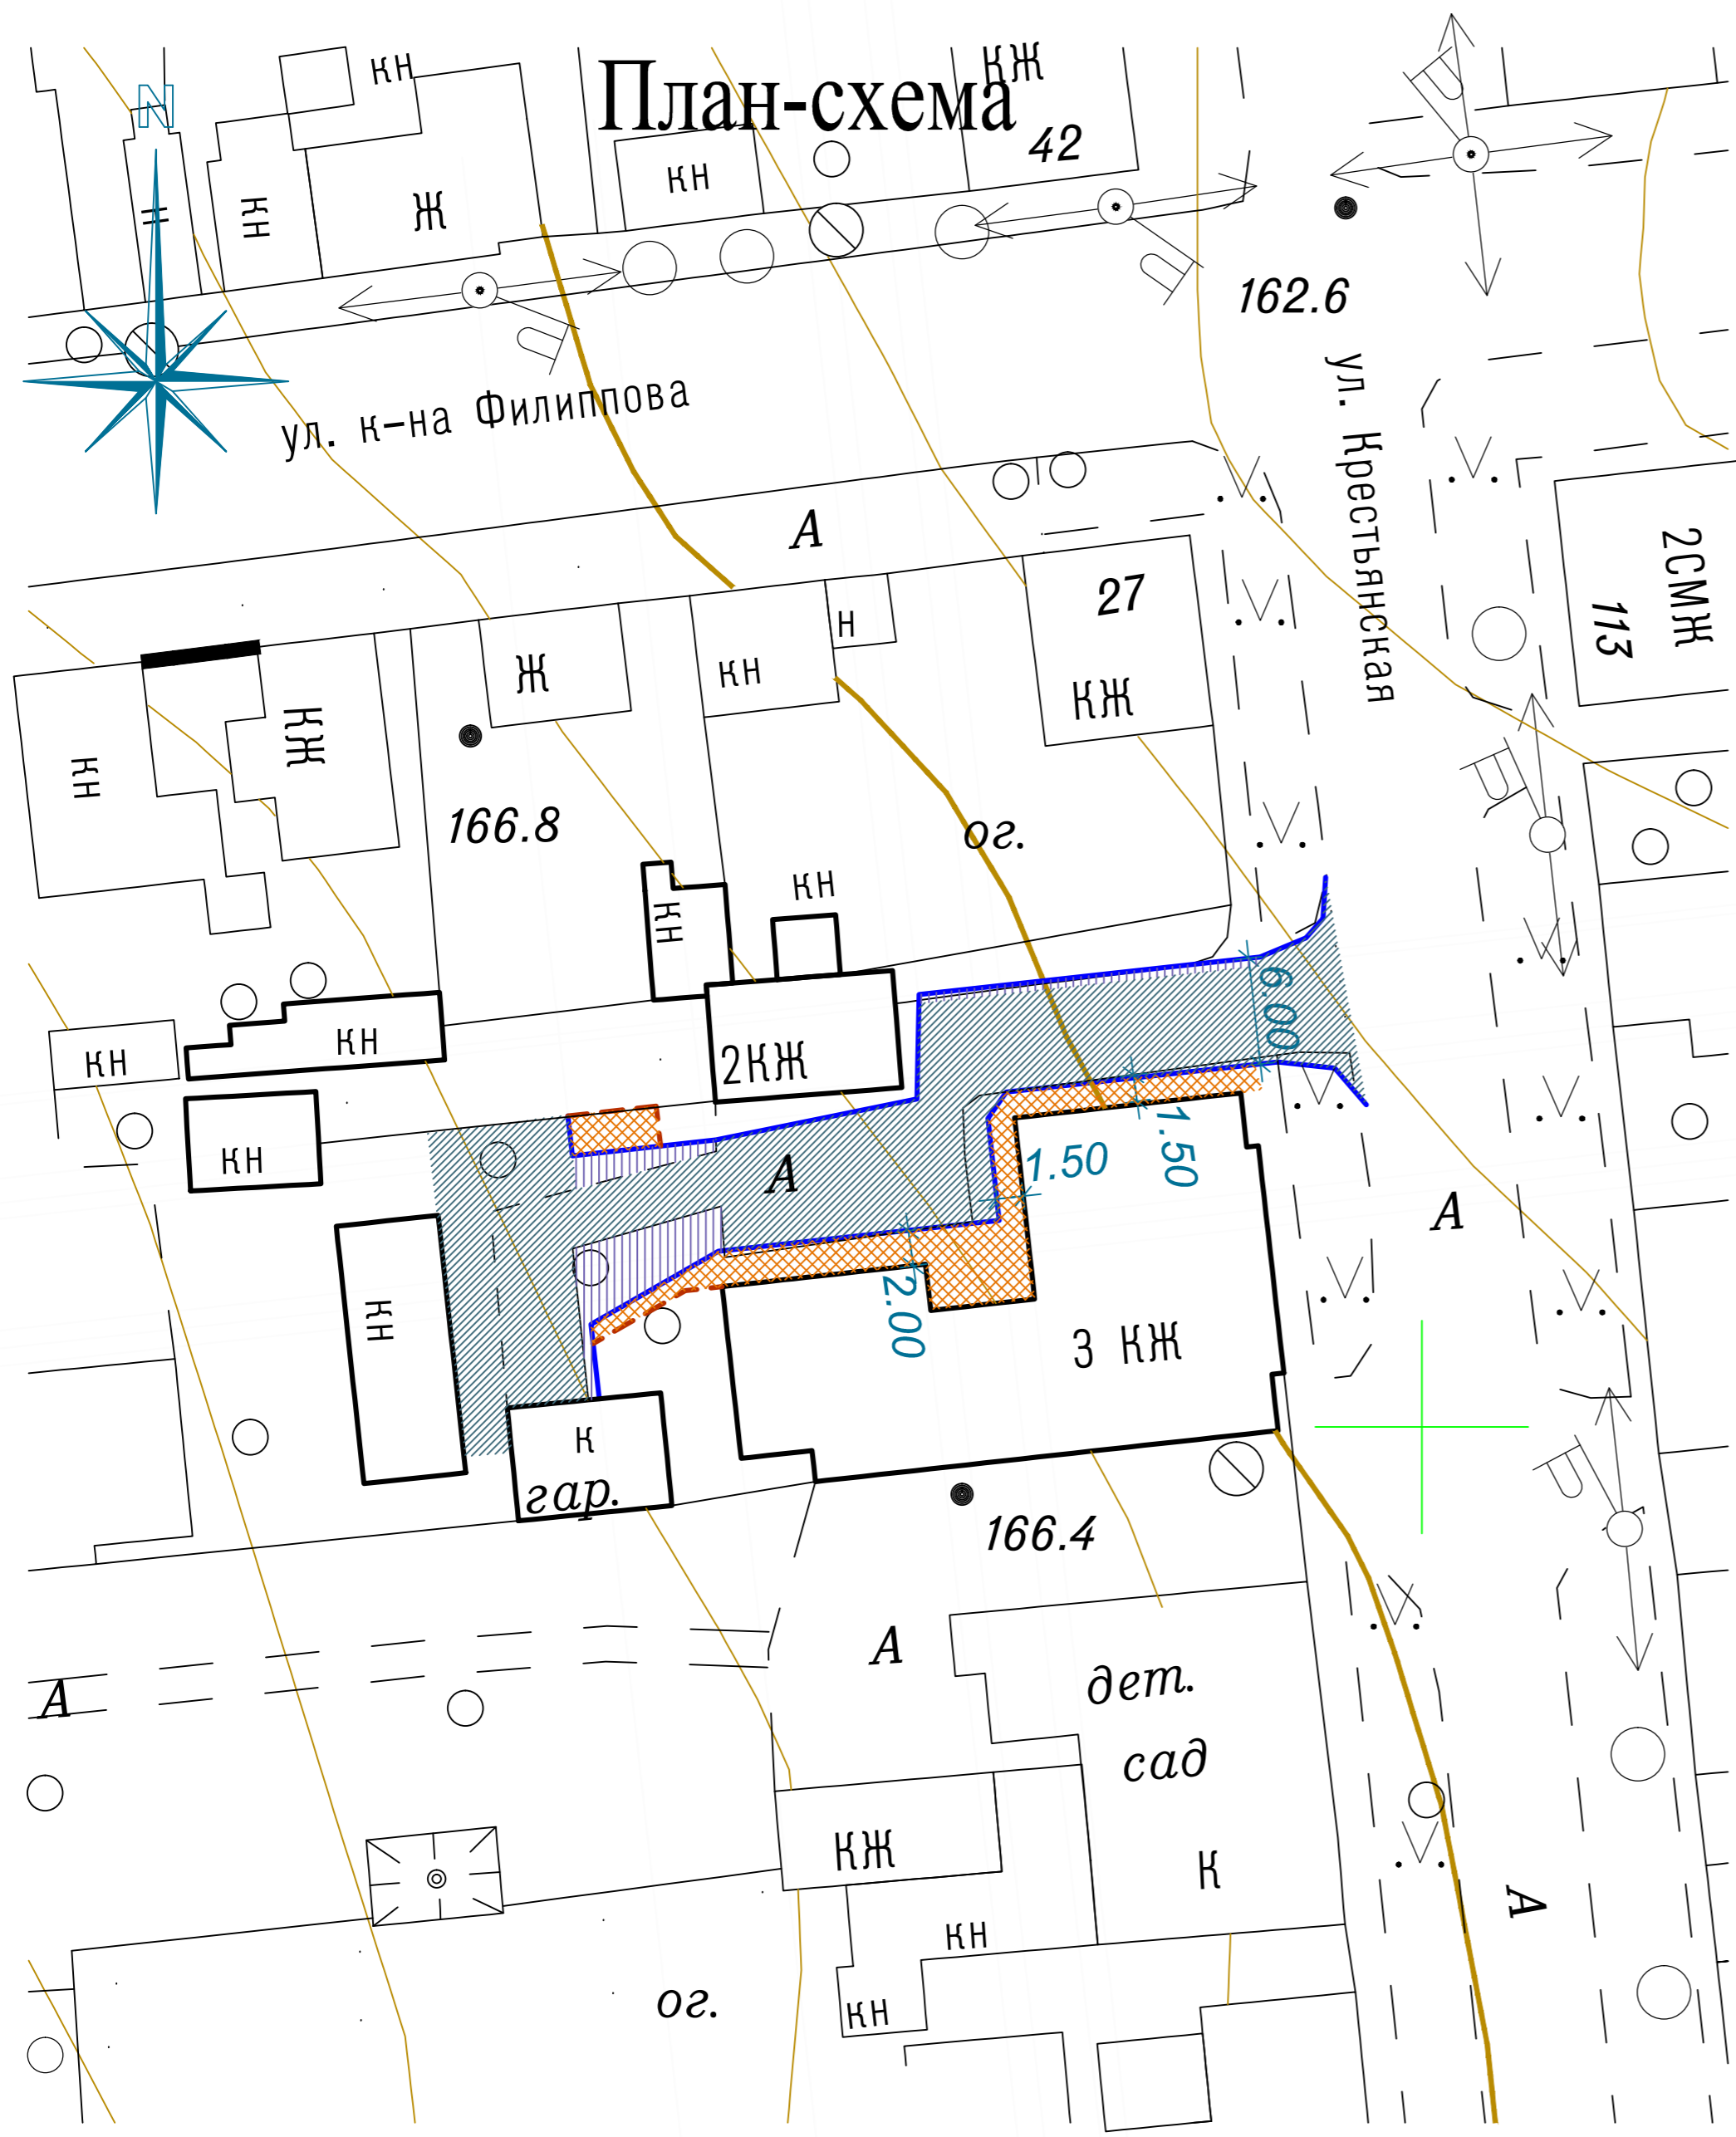 План-схема
N
КН
КЖ
42
КН
Н
КН
Ж
162.6
ул. к-на Филиппова
ул. Крестьянская
А
27
КЖ
Н
КН
Ж
КЖ
КН
2СМЖ
113
166.8
ог.
КН
КН
6.00
КН
КН
2КЖ
1.50
1.50
КН
А
А
2.00
КН
3 КЖ
К
гар.
166.4
А
А
дет.
сад
КЖ
К
А
КН
КН
ог.